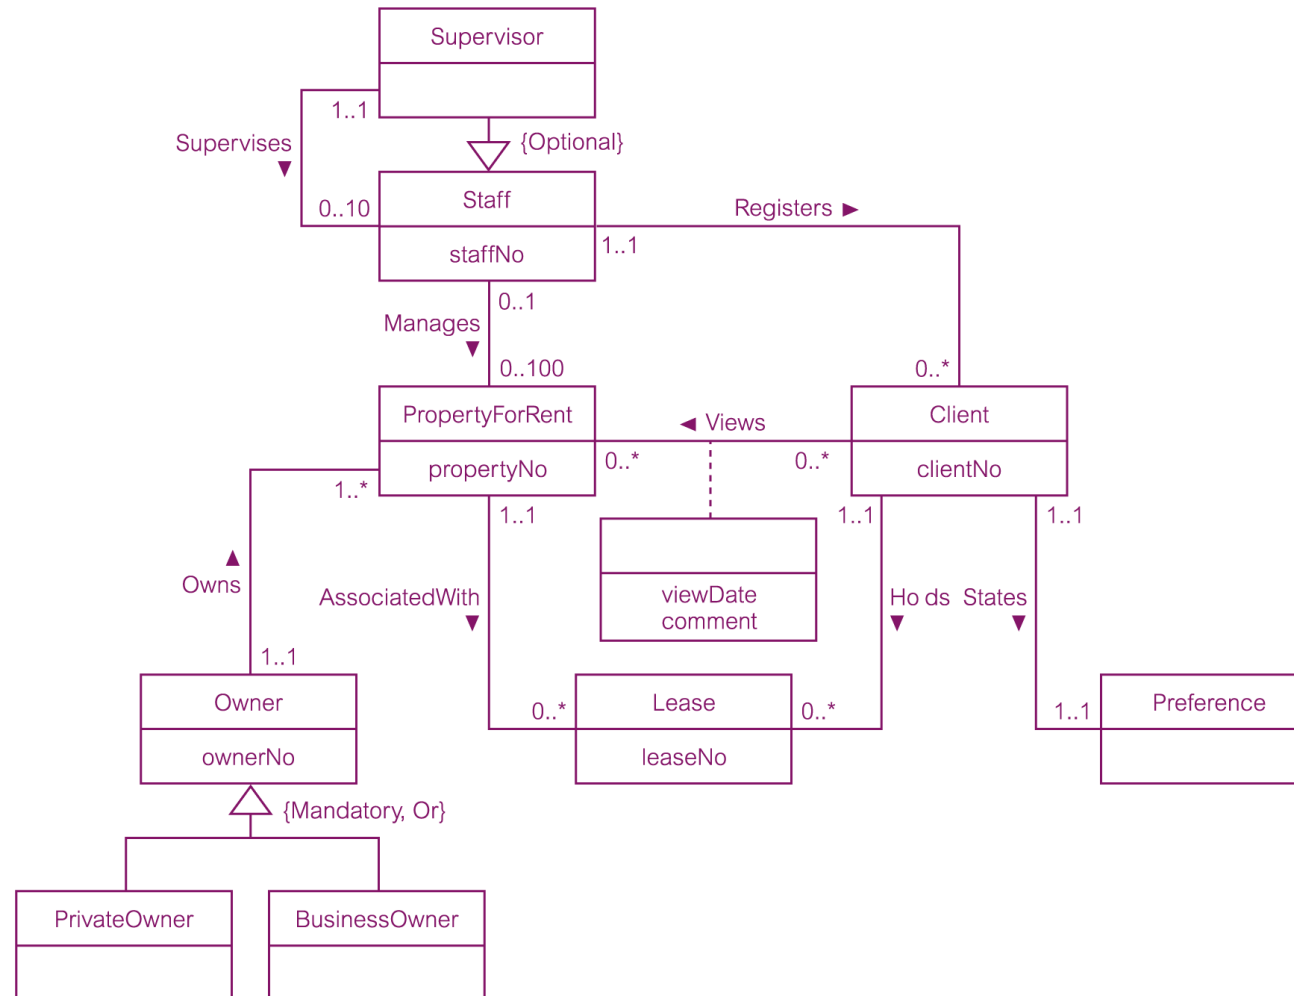 Supervisor
1..1
Supervises
▼
{Optional}
0..10
Staff
staffNo
Registers ►
1..1
0..1
Manages
▼
0..100
0..*
PropertyForRent
propertyNo
◄ Views
0..*
0..*
Client
clientNo
1..*
1..1
1..1
1..1
▲
Owns
AssociatedWith
▼
viewDate
comment
Ho ds
▼
States
▼
1..1
Owner
ownerNo
0..*
Lease
leaseNo
0..*
1..1
Preference
{Mandatory, Or}
PrivateOwner
BusinessOwner